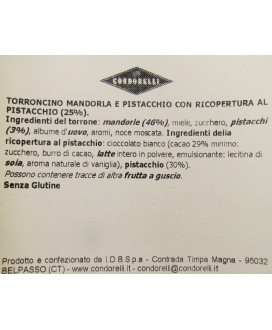 CONDORELLI
TORRONCINO MANDORLA E PISTACCHIO CON RICOPERTURA AL
PISTACCHIO (25%).
Ingredienti del torrone: mandorle (46%), miele, zucchero, pistacchi
(3%), albume d'uovo, aromi, noce moscata. Ingredienti della
ricopertura al pistacchio: cioccolato bianco (cacao 29% minimo:
zucchero, burro di cacao, latte intero in polvere, emulsionante: lecitina di
soia, aroma naturale di vaniglia), pistacchio (30%).
Possono contenere tracce di altra frutta a guscio.
Senza Glutine
Prodotto e confezionato da I.D.B.S.p.a - Contrada Timpa Magna - 95032
BELPASSO (CT) - www.condorelli.it - condorelli@condorelli.it